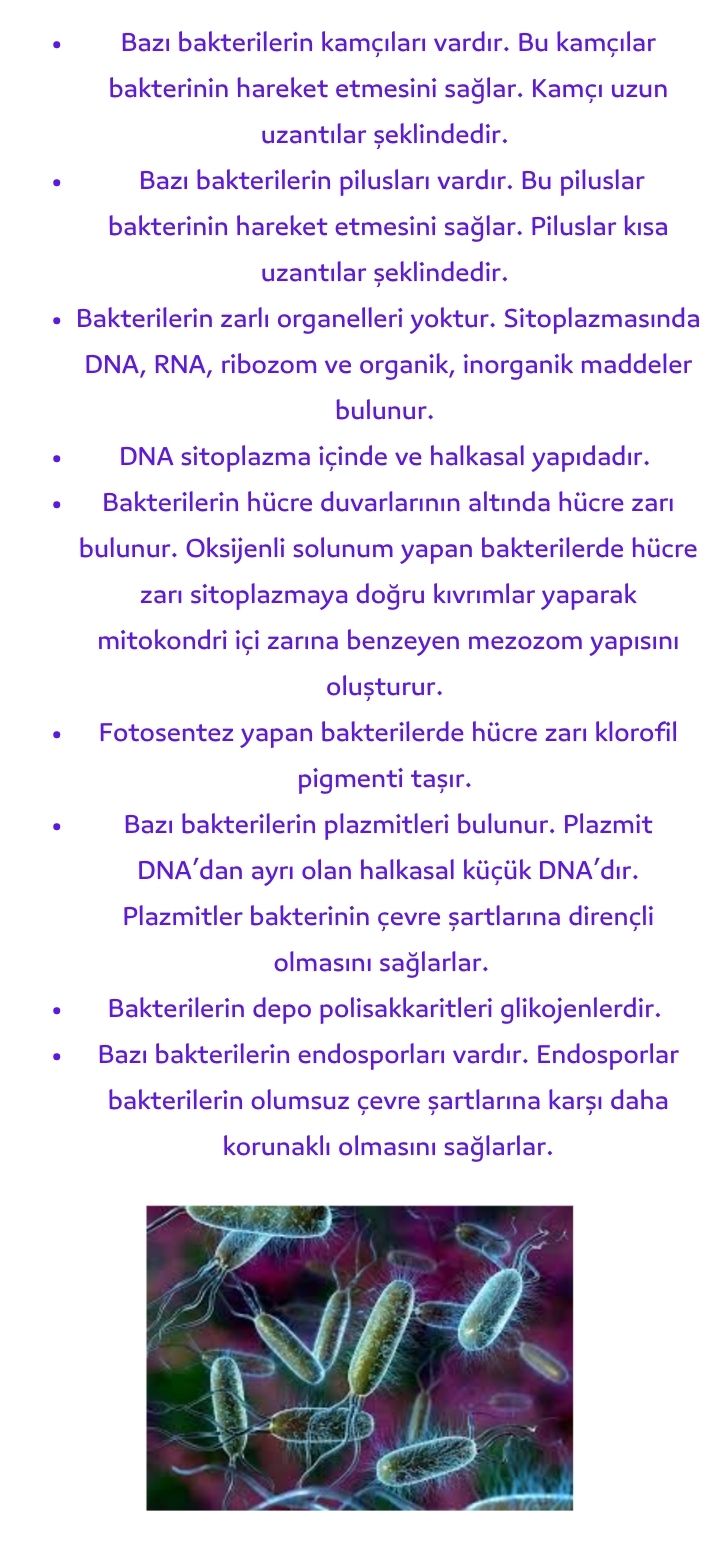 • Bazı bakterilerin kamçıları vardır. Bu kamçılar
bakterinin hareket etmesini sağlar. Kamçı uzun
uzantılar şeklindedir.
• Bazı bakterilerin pilusları vardır. Bu piluslar
bakterinin hareket etmesini sağlar. Piluslar kısa
uzantılar şeklindedir.
• Bakterilerin zarlı organelleri yoktur. Sitoplazmasında
DNA, RNA, ribozom ve organik, inorganik maddeler
bulunur.
• DNA sitoplazma içinde ve halkasal yapıdadır.
• Bakterilerin hücre duvarlarının altında hücre zarı
bulunur. Oksijenli solunum yapan bakterilerde hücre
zarı sitoplazmaya doğru kıvrımlar yaparak
mitokondri içi zarına benzeyen mezozom yapısını
oluşturur.
• Fotosentez yapan bakterilerde hücre zarı klorofil
pigmenti taşır.
• Bazı bakterilerin plazmitleri bulunur. Plazmit
DNA’dan ayrı olan halkasal küçük DNA’dır.
Plazmitler bakterinin çevre şartlarına dirençli
olmasını sağlarlar.
• Bakterilerin depo polisakkaritleri glikojenlerdir.
• Bazı bakterilerin endosporları vardır. Endosporlar
bakterilerin olumsuz çevre şartlarına karşı daha
korunaklı olmasını sağlarlar.